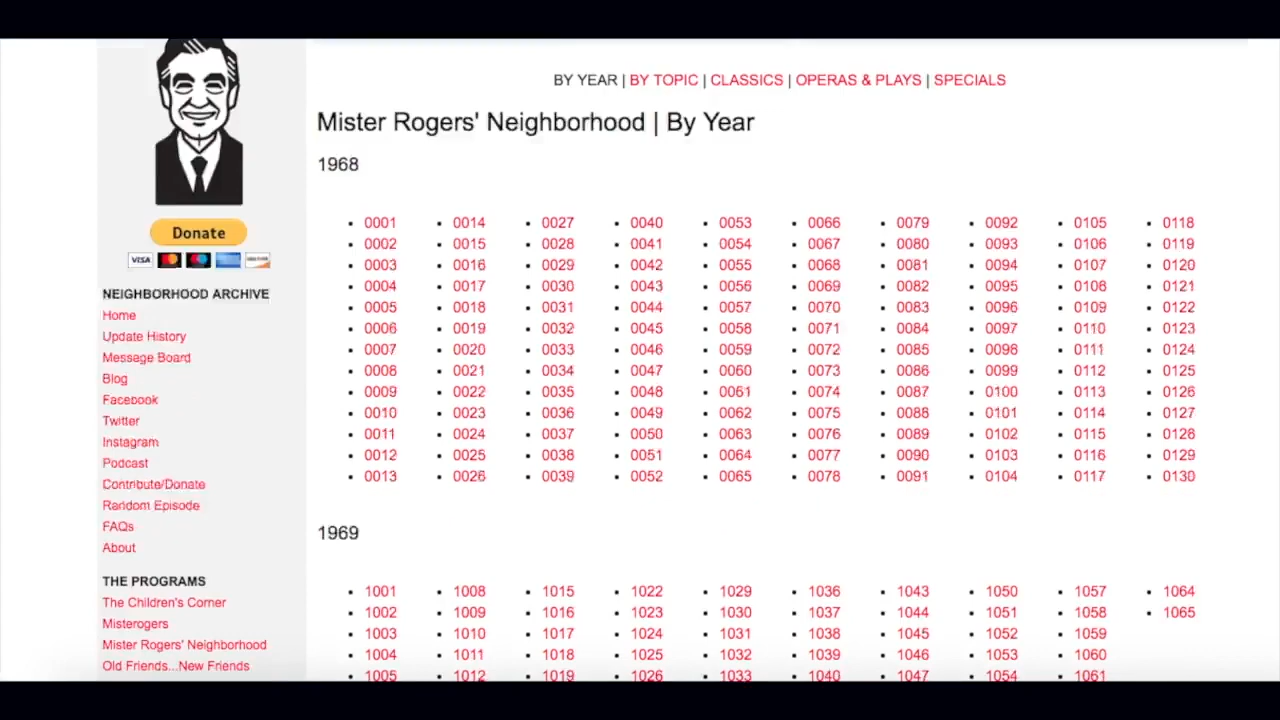 BY YEAR | BY TOPIC | CLASSICS | OPERAS & PLAYS | SPECIALS
Mister Rogers' Neighborhood | By Year
1968
• 0001 • 0014 • 0027 • 0040 • 0053 • 0066 • 0079 • 0092 • 0105 • 0118
• 0002 • 0015 • 0028 • 0041 • 0054 • 0067 • 0080 • 0093 • 0106 • 0119
• 0003 • 0016 • 0029 • 0042 • 0055 • 0068 • 0081 • 0094 • 0107 • 0120
• 0004 • 0017 • 0030 • 0043 • 0056 • 0069 • 0082 • 0095 • 0108 • 0121
• 0005 • 0018 • 0031 • 0044 • 0057 • 0070 • 0083 • 0096 • 0109 • 0122
• 0006 • 0019 • 0032 • 0045 • 0058 • 0071 • 0084 • 0097 • 0110 • 0123
• 0007 • 0020 • 0033 • 0046 • 0059 • 0072 • 0085 • 0098 • 0111 • 0124
• 0008 • 0021 • 0034 • 0047 • 0060 • 0073 • 0086 • 0099 • 0112 • 0125
• 0009 • 0022 • 0035 • 0048 • 0061 • 0074 • 0087 • 0100 • 0113 • 0126
• 0010 • 0023 • 0036 • 0049 • 0062 • 0075 • 0088 • 0101 • 0114 • 0127
• 0011 • 0024 • 0037 • 0050 • 0063 • 0076 • 0089 • 0102 • 0115 • 0128
• 0012 • 0025 • 0038 • 0051 • 0064 • 0077 • 0090 • 0103 • 0116 • 0129
• 0013 • 0026 • 0039 • 0052 • 0065 • 0078 • 0091 • 0104 • 0117 • 0130
1969
• 1001 • 1008 • 1015 • 1022 • 1029 • 1036 • 1043 • 1050 • 1057 • 1064
• 1002 • 1009 • 1016 • 1023 • 1030 • 1037 • 1044 • 1051 • 1058 • 1065
• 1003 • 1010 • 1017 • 1024 • 1031 • 1038 • 1045 • 1052 • 1059
• 1004 • 1011 • 1018 • 1025 • 1032 • 1039 • 1046 • 1053 • 1060
• 1005 • 1012 • 1019 • 1026 • 1033 • 1040 • 1047 • 1054 • 1061
Donate
VISA
NEIGHBORHOOD ARCHIVE
Home
Update History
Message Board
Blog
Facebook
Twitter
Instagram
Podcast
Contribute/Donate
Random Episode
FAQs
About
THE PROGRAMS
The Children's Corner
Misterogers
Mister Rogers' Neighborhood
Old Friends...New Friends